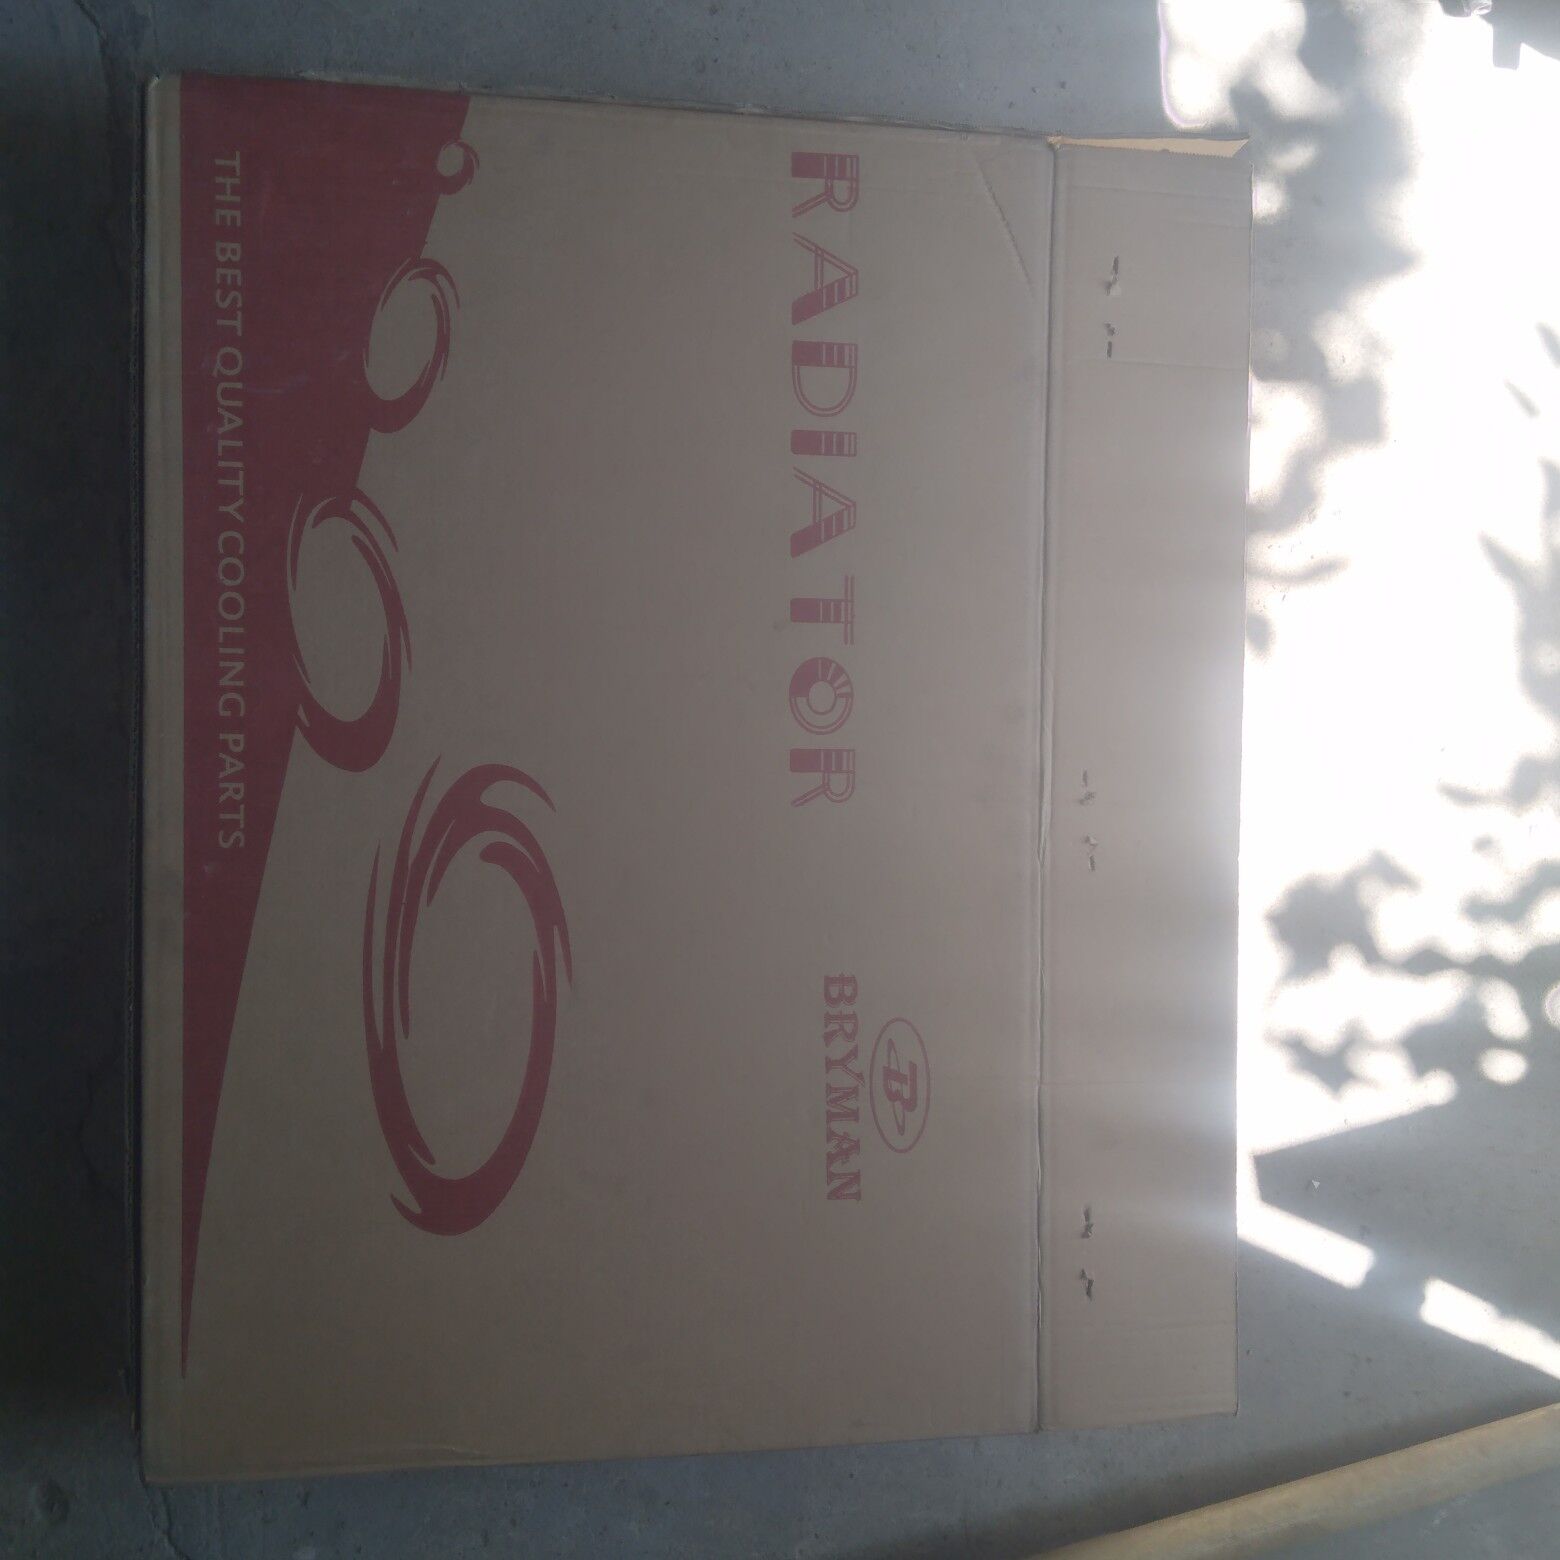 B
BRYMAN
RADIATOR
THE BEST QUALITY COOLING PARTS